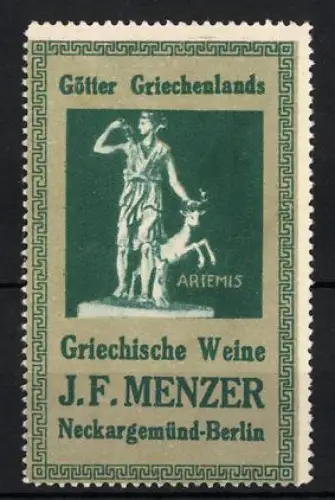 Götter Griechenlands
ARTEMIS
Griechische Weine
J. F. MENZER
Neckargemünd-Berlin